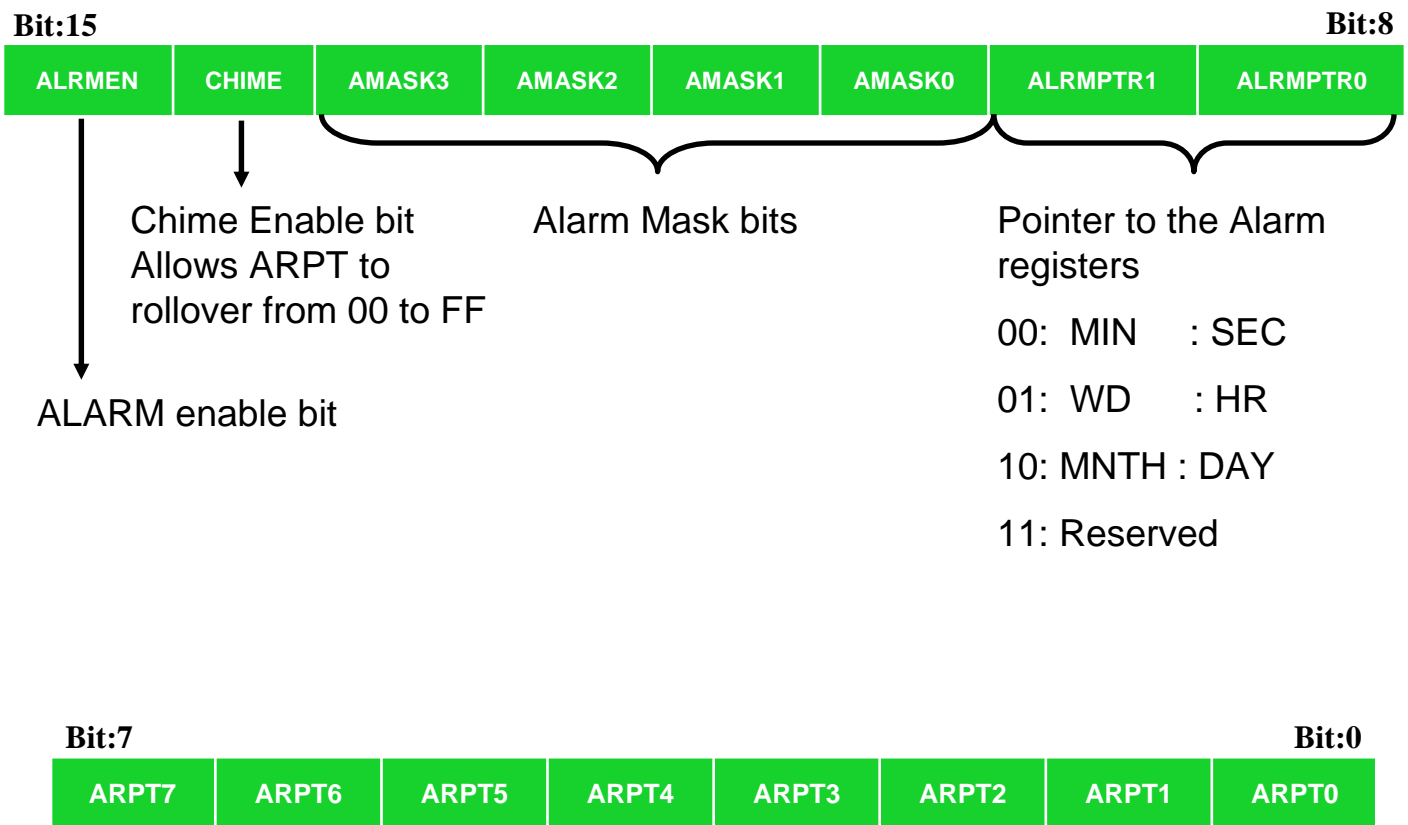 Bit:15 Bit:8
ALRMEN CHIME AMASK3 AMASK2 AMASK1 AMASK0 ALRMPTR1 ALRMPTR0
Chime Enable bit
Allows ARPT to
rollover from 00 to FF
ALARM enable bit
Alarm Mask bits
Pointer to the Alarm
registers
00: MIN : SEC
01: WD : HR
10: MNTH : DAY
11: Reserved
Bit:7 Bit:0
ARPT7 ARPT6 ARPT5 ARPT4 ARPT3 ARPT2 ARPT1 ARPT0